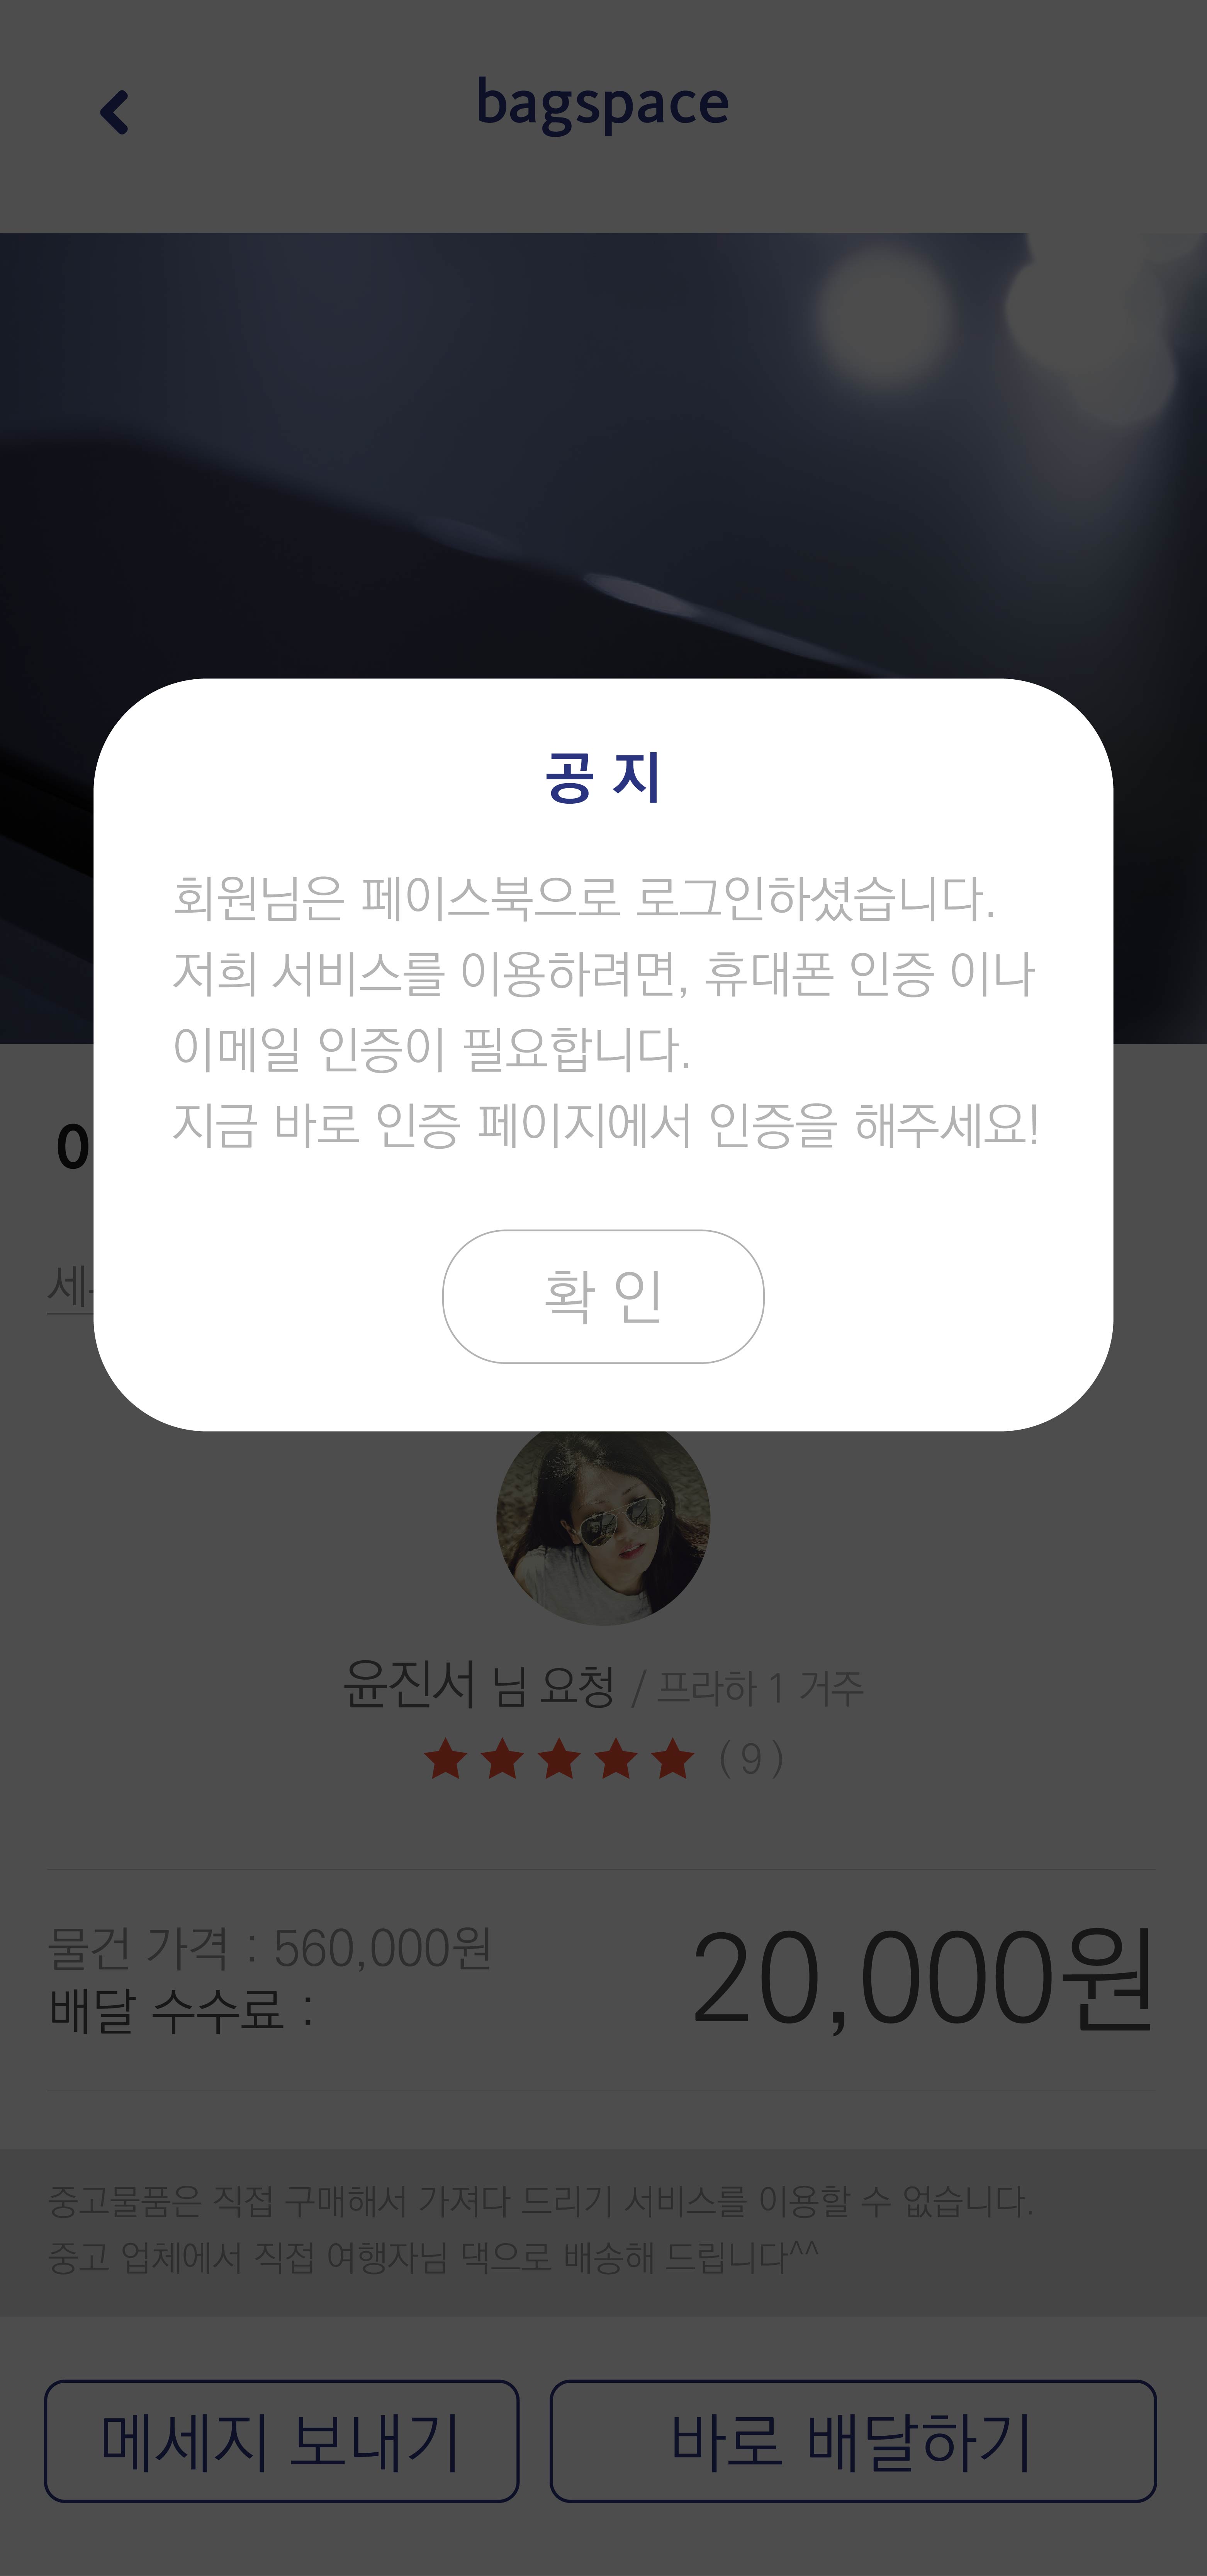 bagspace
공 지
회원님은 페이스북으로 로그인하셨습니다.
저희 서비스를 이용하려면, 휴대폰 인증 이나
이메일 인증이 필요합니다.
지금 바로 인증 페이지에서 인증을 해주세요!
확 인
윤진서 님 요청 / 프라하 1 거주
( 9 )
물건 가격 : 560,000원
배달 수수료 :
20,000원
중고물품은 직접 구매해서 가져다 드리기 서비스를 이용할 수 없습니다.
중고 업체에서 직접 여행자님 댁으로 배송해 드립니다^^
메세지 보내기
바로 배달하기